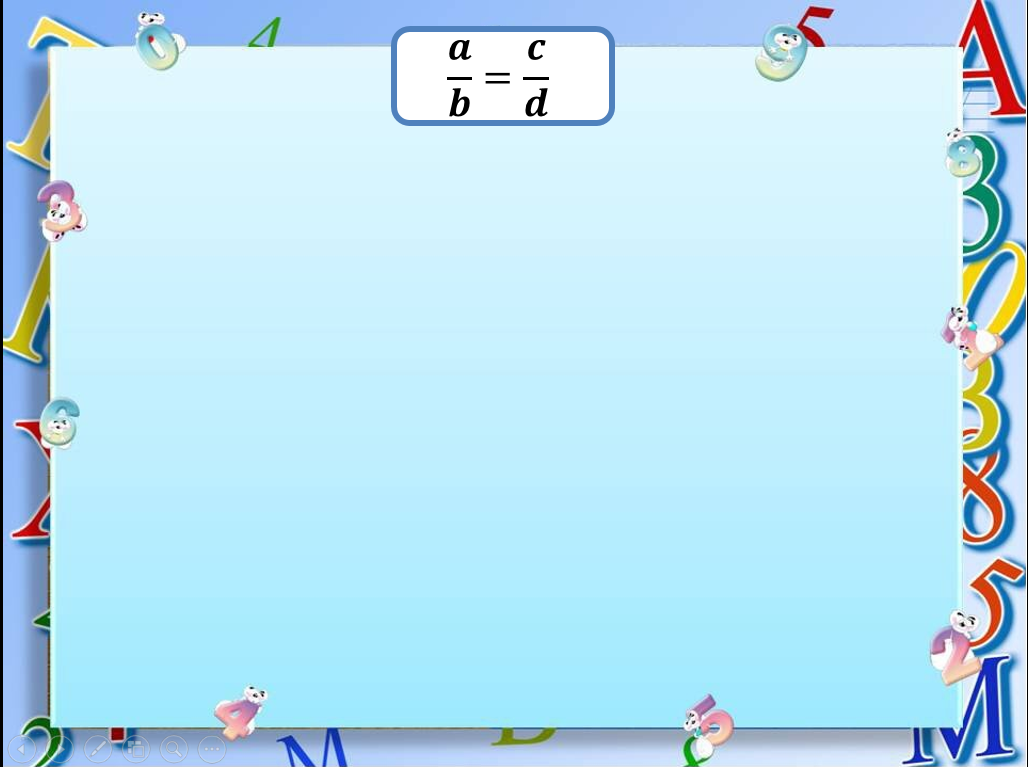 a/b = c/d